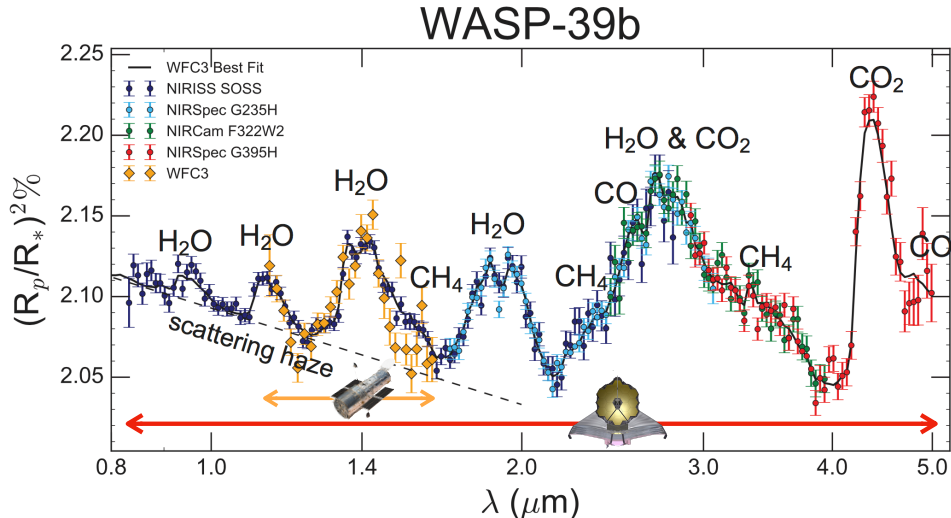 WASP-39b
2.25
2.20
2.15
2.10
2.05
(R_p/R_*)^2%
WFC3 Best Fit
NIRISS SOSS
NIRSpec G235H
NIRCam F322W2
NIRSpec G395H
WFC3
H₂O
H₂O
H₂O
CH₄
H₂O
CH₄
CO
H₂O & CO₂
CH₄
CO₂
CO
scattering haze
0.8
1.0
1.4
2.0
3.0
4.0
5.0
λ (μm)